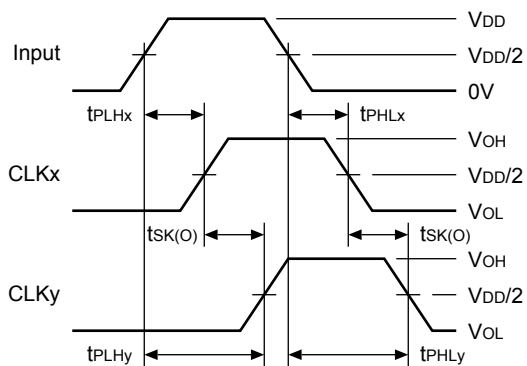 VDD
Input
VDD/2
0V
tPLHx
tPHLx
VOH
CLKx
VDD/2
VOL
tSK(O)
tSK(O)
VOH
CLKy
VDD/2
VOL
tPLHy
tPHLy